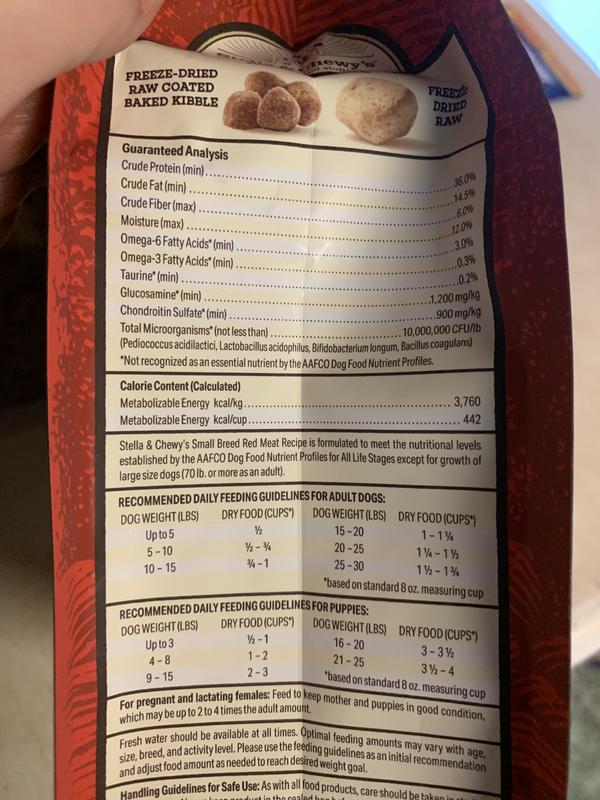 hewy's
FREEZE-DRIED
RAW COATED
BAKED KIBBLE
FREEZE
DRIED
RAW
Guaranteed Analysis
Crude Protein (min) 36.0%
Crude Fat (min) 14.5%
Crude Fiber (max) 6.0%
Moisture (max) 12.0%
Omega-6 Fatty Acids* (min) 3.0%
Omega-3 Fatty Acids* (min) 0.3%
Taurine* (min) 0.2%
Glucosamine* (min) 1,200 mg/kg
Chondroitin Sulfate* (min) 900 mg/kg
Total Microorganisms* (not less than) 10,000,000 CFU/lb
(Pediococcus acidilactici, Lactobacillus acidophilus, Bifidobacterium longum, Bacillus coagulans)
*Not recognized as an essential nutrient by the AAFCO Dog Food Nutrient Profiles.
Calorie Content (Calculated)
Metabolizable Energy kcal/kg 3,760
Metabolizable Energy kcal/cup 442
Stella & Chewy's Small Breed Red Meat Recipe is formulated to meet the nutritional levels
established by the AAFCO Dog Food Nutrient Profiles for All Life Stages except for growth of
large size dogs (70 lb. or more as an adult).
RECOMMENDED DAILY FEEDING GUIDELINES FOR ADULT DOGS:
DOG WEIGHT (LBS) DRY FOOD (CUPS*) DOG WEIGHT (LBS) DRY FOOD (CUPS*)
Up to 5 ½ 15 - 20 1 - 1 ¼
5 - 10 ½ - ¾ 20 - 25 1 ¼ - 1 ½
10 - 15 ¾ - 1 25 - 30 1 ½ - 1 ¾
*based on standard 8 oz. measuring cup
RECOMMENDED DAILY FEEDING GUIDELINES FOR PUPPIES:
DOG WEIGHT (LBS) DRY FOOD (CUPS*) DOG WEIGHT (LBS) DRY FOOD (CUPS*)
Up to 3 ½ - 1 16 - 20 3 - 3 ½
4 - 8 1 - 2 21 - 25 3 ½ - 4
9 - 15 2 - 3
*based on standard 8 oz. measuring cup
For pregnant and lactating females: Feed to keep mother and puppies in good condition,
which may be up to 2 to 4 times the adult amount.
Fresh water should be available at all times. Optimal feeding amounts may vary with age,
size, breed, and activity level. Please use the feeding guidelines as an initial recommendation
and adjust food amount as needed to reach desired weight goal.
Handling Guidelines for Safe Use: As with all food products, care should be taken